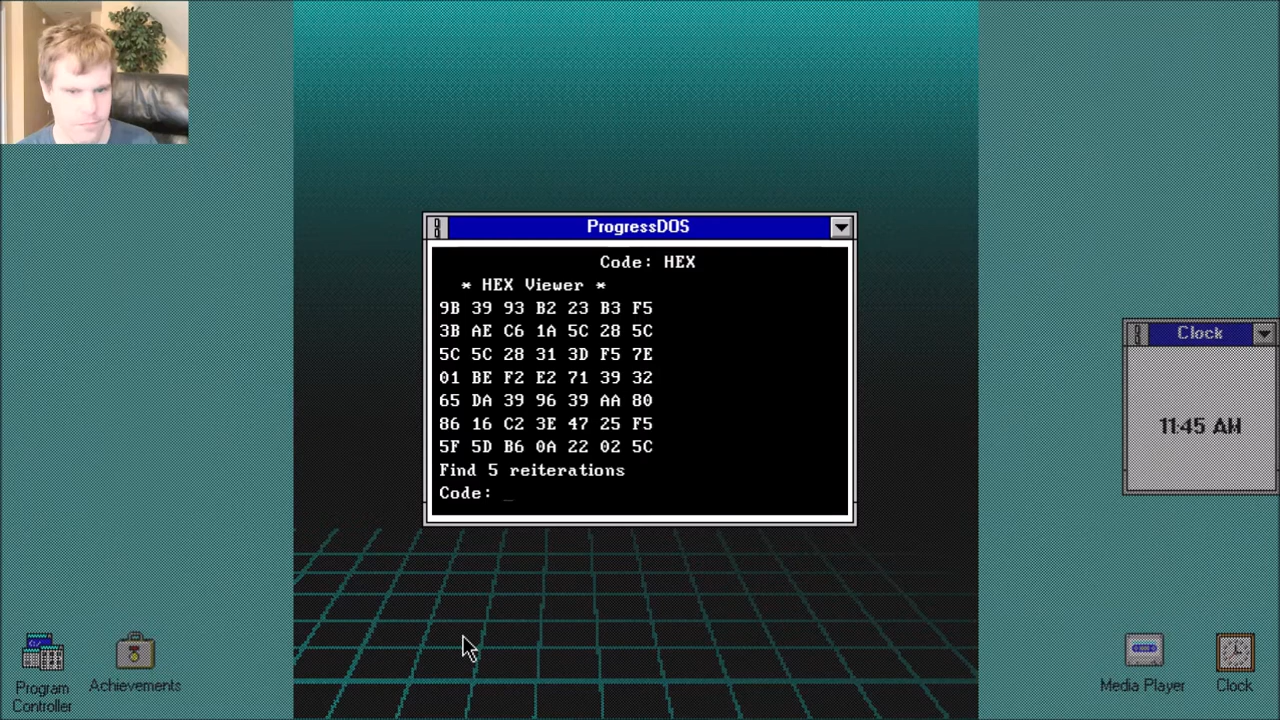 ProgressDOS
Code: HEX
* HEX Viewer *
9B 39 93 B2 23 B3 F5
3B AE C6 1A 5C 28 5C
5C 5C 28 31 3D F5 7E
01 BE F2 E2 71 39 32
65 DA 39 96 39 AA 80
86 16 C2 3E 47 25 F5
5F 5D B6 0A 22 02 5C
Find 5 reiterations
Code: _
Clock
11:45 AM
Program
Controller
Achievements
Media Player
Clock